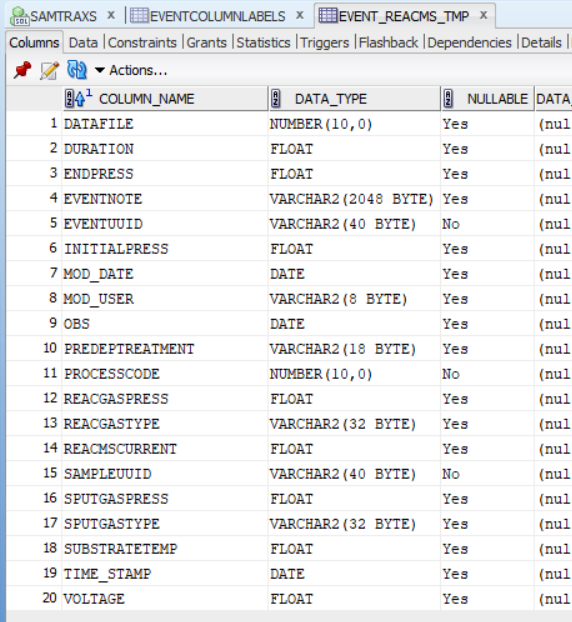 SAMTRAXS x EVENTCOLUMNLABELS x EVENT_REACMS_TMP x
Columns Data Constraints Grants Statistics Triggers Flashback Dependencies Details
Actions...
COLUMN_NAME DATA_TYPE NULLABLE DATA_
1 DATAFILE NUMBER(10,0) Yes (nul
2 DURATION FLOAT Yes (nul
3 ENDPRESS FLOAT Yes (nul
4 EVENTNOTE VARCHAR2(2048 BYTE) Yes (nul
5 EVENTUUID VARCHAR2(40 BYTE) No (nul
6 INITIALPRESS FLOAT Yes (nul
7 MOD_DATE DATE Yes (nul
8 MOD_USER VARCHAR2(8 BYTE) Yes (nul
9 OBS DATE Yes (nul
10 PREDEPTREATMENT VARCHAR2(18 BYTE) Yes (nul
11 PROCESSCODE NUMBER(10,0) No (nul
12 REACGASPRESS FLOAT Yes (nul
13 REACGASTYPE VARCHAR2(32 BYTE) Yes (nul
14 REACMSCURRENT FLOAT Yes (nul
15 SAMPLEUUID VARCHAR2(40 BYTE) No (nul
16 SPUTGASPRESS FLOAT Yes (nul
17 SPUTGASTYPE VARCHAR2(32 BYTE) Yes (nul
18 SUBSTRATETEMP FLOAT Yes (nul
19 TIME_STAMP DATE Yes (nul
20 VOLTAGE FLOAT Yes (nul